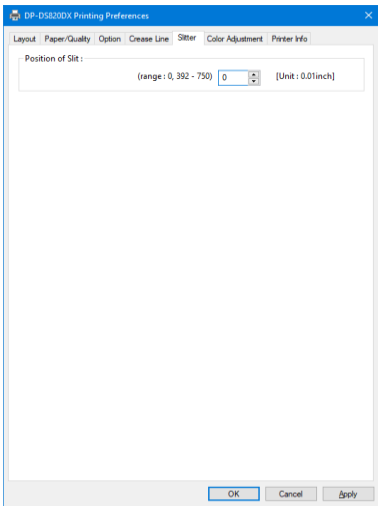 DP-DS820DX Printing Preferences
Layout Paper/Quality Option Crease Line Slitter Color Adjustment Printer Info
Position of Slit :
(range : 0, 392 - 750) 0 [Unit : 0.01inch]
OK Cancel Apply